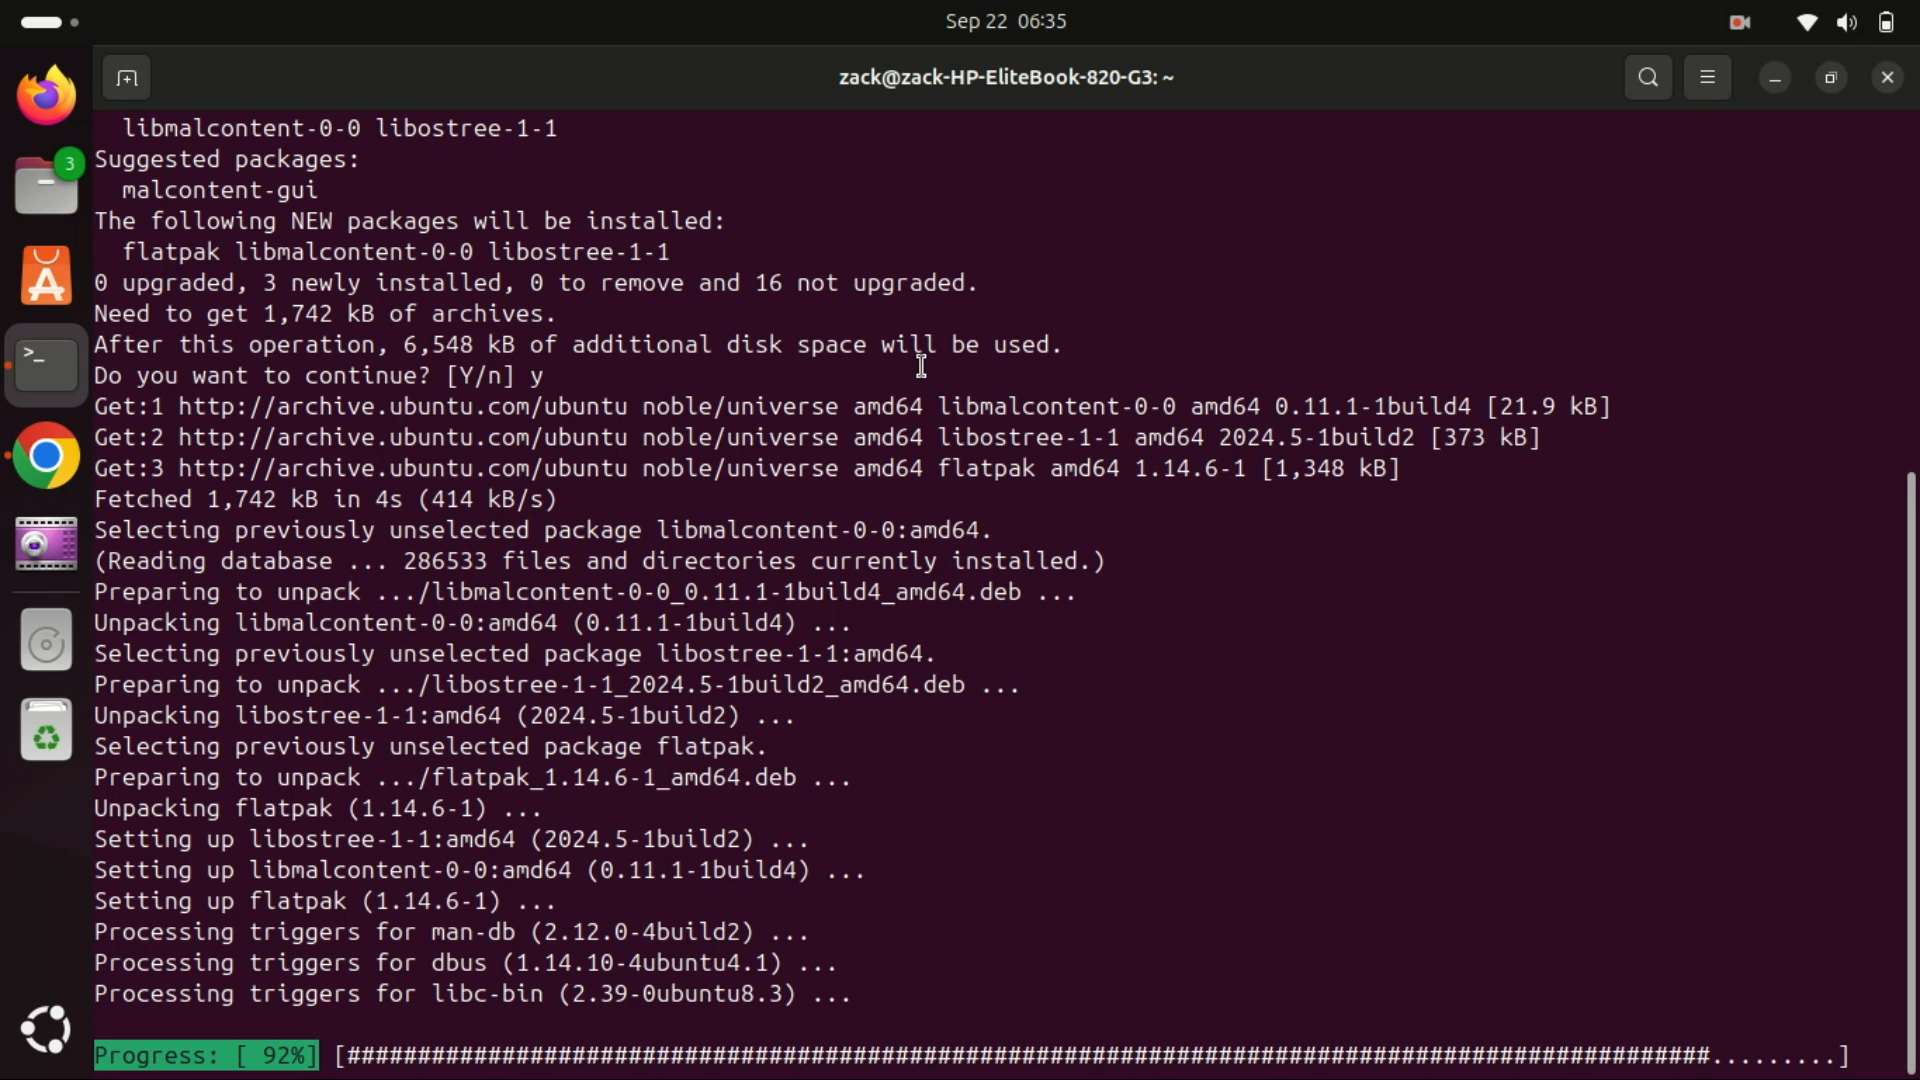 Sep 22 06:35
zack@zack-HP-EliteBook-820-G3: ~
3
libmalcontent-0-0 libostree-1-1
Suggested packages:
malcontent-gui
The following NEW packages will be installed:
flatpak libmalcontent-0-0 libostree-1-1
0 upgraded, 3 newly installed, 0 to remove and 16 not upgraded.
Need to get 1,742 kB of archives.
After this operation, 6,548 kB of additional disk space will be used.
Do you want to continue? [Y/n] y
Get:1 http://archive.ubuntu.com/ubuntu noble/universe amd64 libmalcontent-0-0 amd64 0.11.1-1build4 [21.9 kB]
Get:2 http://archive.ubuntu.com/ubuntu noble/universe amd64 libostree-1-1 amd64 2024.5-1build2 [373 kB]
Get:3 http://archive.ubuntu.com/ubuntu noble/universe amd64 flatpak amd64 1.14.6-1 [1,348 kB]
Fetched 1,742 kB in 4s (414 kB/s)
Selecting previously unselected package libmalcontent-0-0:amd64.
(Reading database ... 286533 files and directories currently installed.)
Preparing to unpack .../libmalcontent-0-0_0.11.1-1build4_amd64.deb ...
Unpacking libmalcontent-0-0:amd64 (0.11.1-1build4) ...
Selecting previously unselected package libostree-1-1:amd64.
Preparing to unpack .../libostree-1-1_2024.5-1build2_amd64.deb ...
Unpacking libostree-1-1:amd64 (2024.5-1build2) ...
Selecting previously unselected package flatpak.
Preparing to unpack .../flatpak_1.14.6-1_amd64.deb ...
Unpacking flatpak (1.14.6-1) ...
Setting up libostree-1-1:amd64 (2024.5-1build2) ...
Setting up libmalcontent-0-0:amd64 (0.11.1-1build4) ...
Setting up flatpak (1.14.6-1) ...
Processing triggers for man-db (2.12.0-4build2) ...
Processing triggers for dbus (1.14.10-4ubuntu4.1) ...
Processing triggers for libc-bin (2.39-0ubuntu8.3) ...
Progress: [ 92%] [#################################################################################################.........]